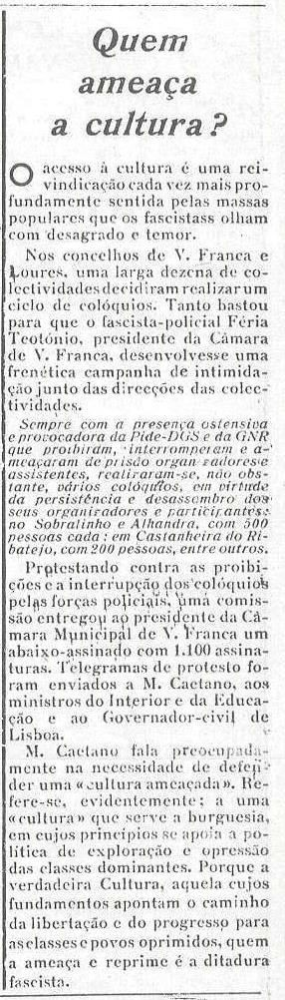 Quem
ameaça
a cultura?
O acesso à cultura é uma rei-
vindicação cada vez mais pro-
fundamente sentida pelas massas
populares que os fascistass olham
com desagrado e temor.
Nos concelhos de V. Franca e
Loures, uma larga dezena de co-
lectividades decidiram realizar um
ciclo de colóquios. Tanto bastou
para que o fascista-policial Féria
Teotónio, presidente da Câmara
de V. Franca, desenvolvesse uma
frenética campanha de intimida-
ção junto das direcções das colec-
tividades.
Sempre com a presença ostensiva
e provocadora da Pide-DGS e da GNR
que proibiram, interromperam e a-
meaçaram de prisão organizadores e
assistentes, realizaram-se, não obs-
tante, vários colóquios, em virtude
da persistência e desassombro dos
seus organizadores e participantes:
no Sobralinho e Alhandra, com 500
pessoas cada : em Castanheira do Ri-
batejo, com 200 pessoas, entre outros.
Protestando contra as proibi-
ções e a interrupção dos colóquios
pelas forças policiais, uma comis-
são entregou ao presidente da Câ-
mara Municipal de V. Franca um
abaixo-assinado com 1.100 assina-
turas. Telegramas de protesto fo-
ram enviados a M. Caetano, aos
ministros do Interior e da Educa-
ção e ao Governador-civil de
Lisboa.
M. Caetano fala preocupada-
mente na necessidade de defen-
der uma «cultura ameaçada». Re-
fere-se, evidentemente; a uma
«cultura» que serve a burguesia,
em cujos princípios se apoia a po-
lítica de exploração e opressão
das classes dominantes. Porque a
verdadeira Cultura, aquela cujos
fundamentos apontam o caminho
da libertação e do progresso para
as classes e povos oprimidos, quem
a ameaça e reprime é a ditadura
fascista.